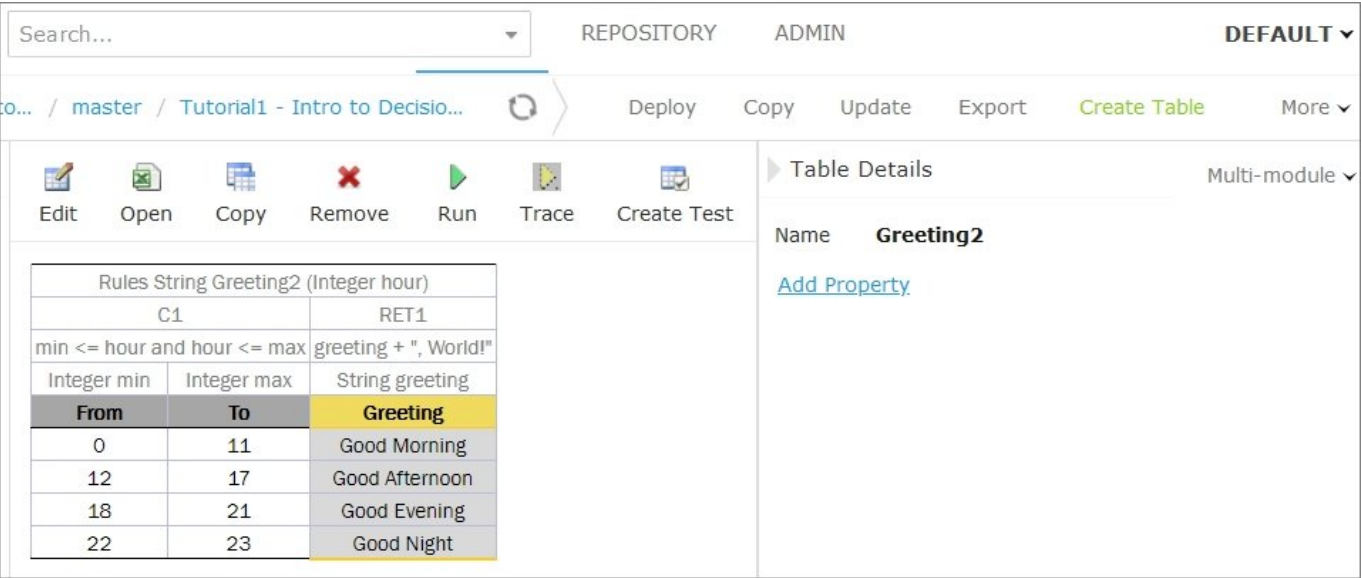 Search...
REPOSITORY ADMIN DEFAULT
to... / master / Tutorial1 - Intro to Decisio... Deploy Copy Update Export Create Table More
Edit Open Copy Remove Run Trace Create Test
Table Details Multi-module
Name Greeting2
Add Property
Rules String Greeting2 (Integer hour)
C1 RET1
min <= hour and hour <= max greeting + ", World!"
Integer min Integer max String greeting
From To Greeting
0 11 Good Morning
12 17 Good Afternoon
18 21 Good Evening
22 23 Good Night